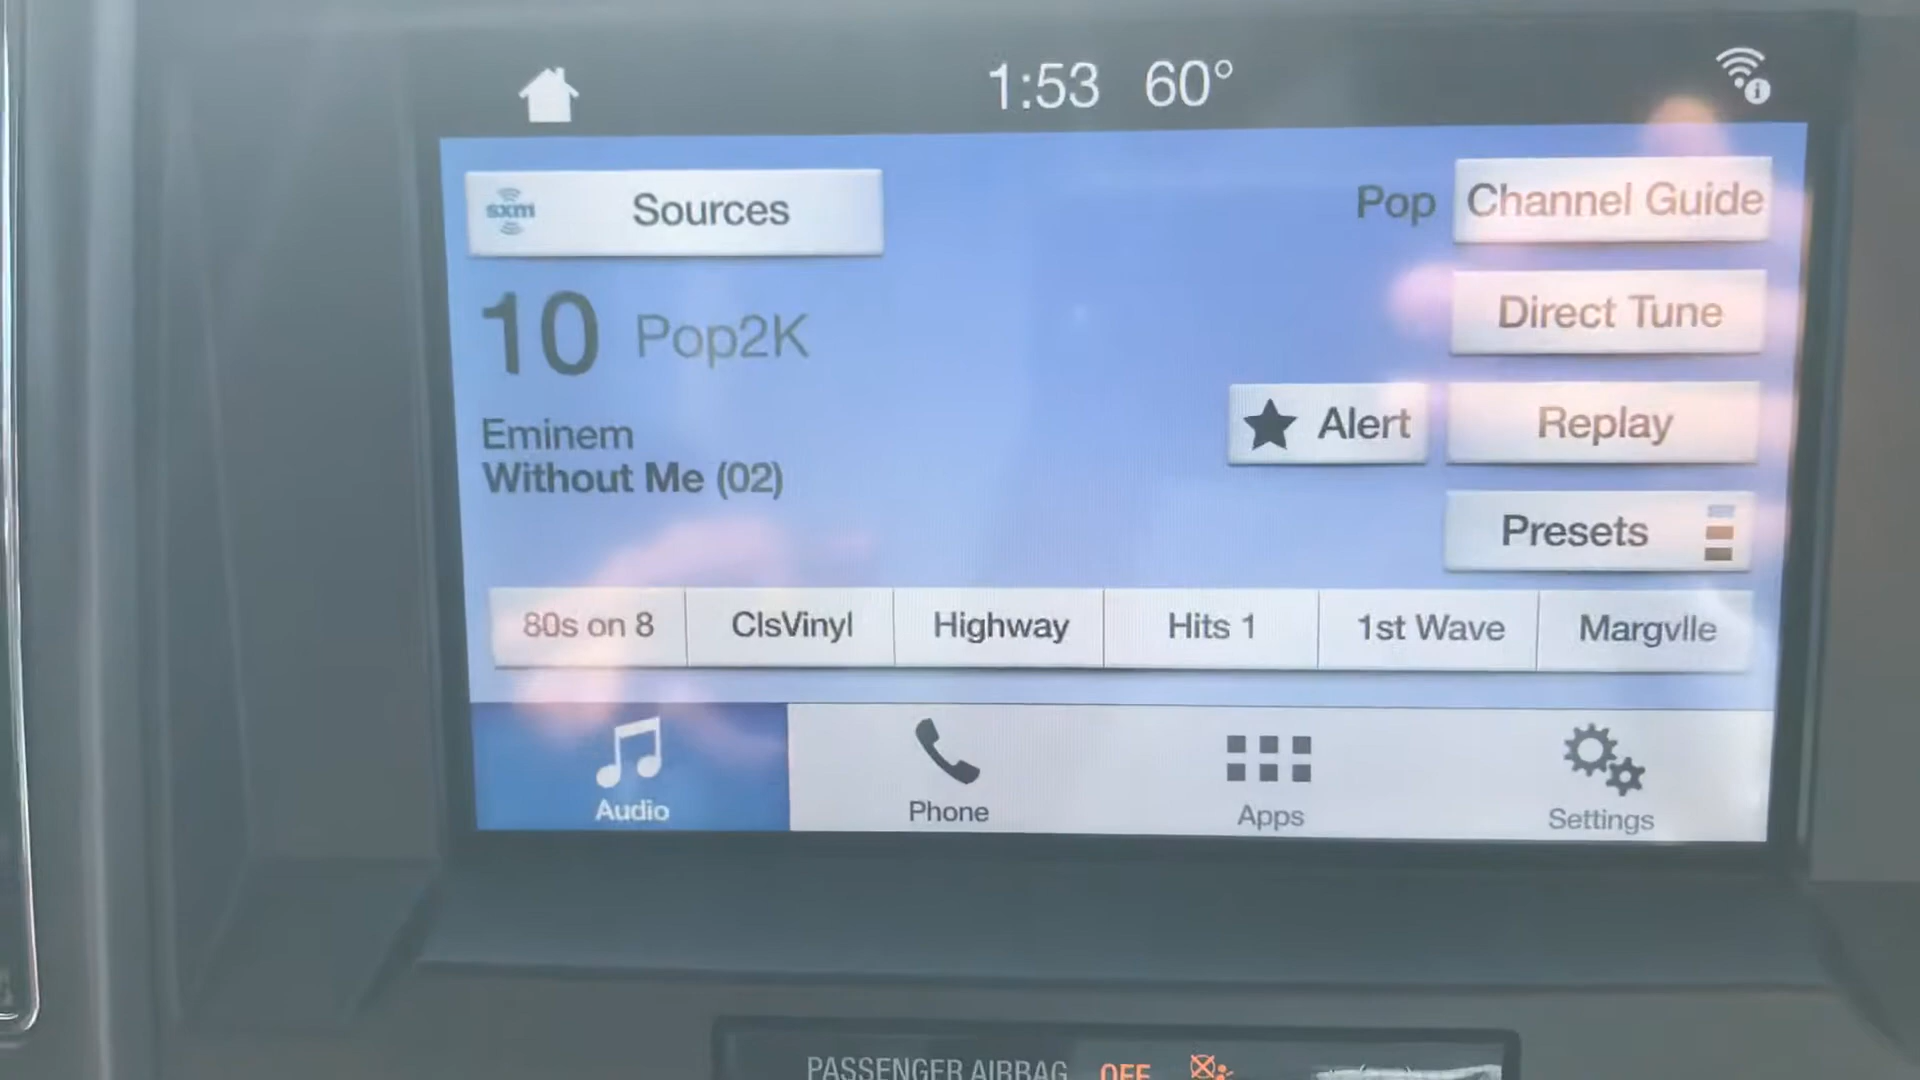 1:53 60°
sxm Sources
Pop Channel Guide
10 Pop2K
Direct Tune
Eminem
Without Me (02)
Alert
Replay
Presets
80s on 8 ClsVinyl Highway Hits 1 1st Wave Margvlle
Audio Phone Apps Settings
PASSENGER AIRBAG OFF